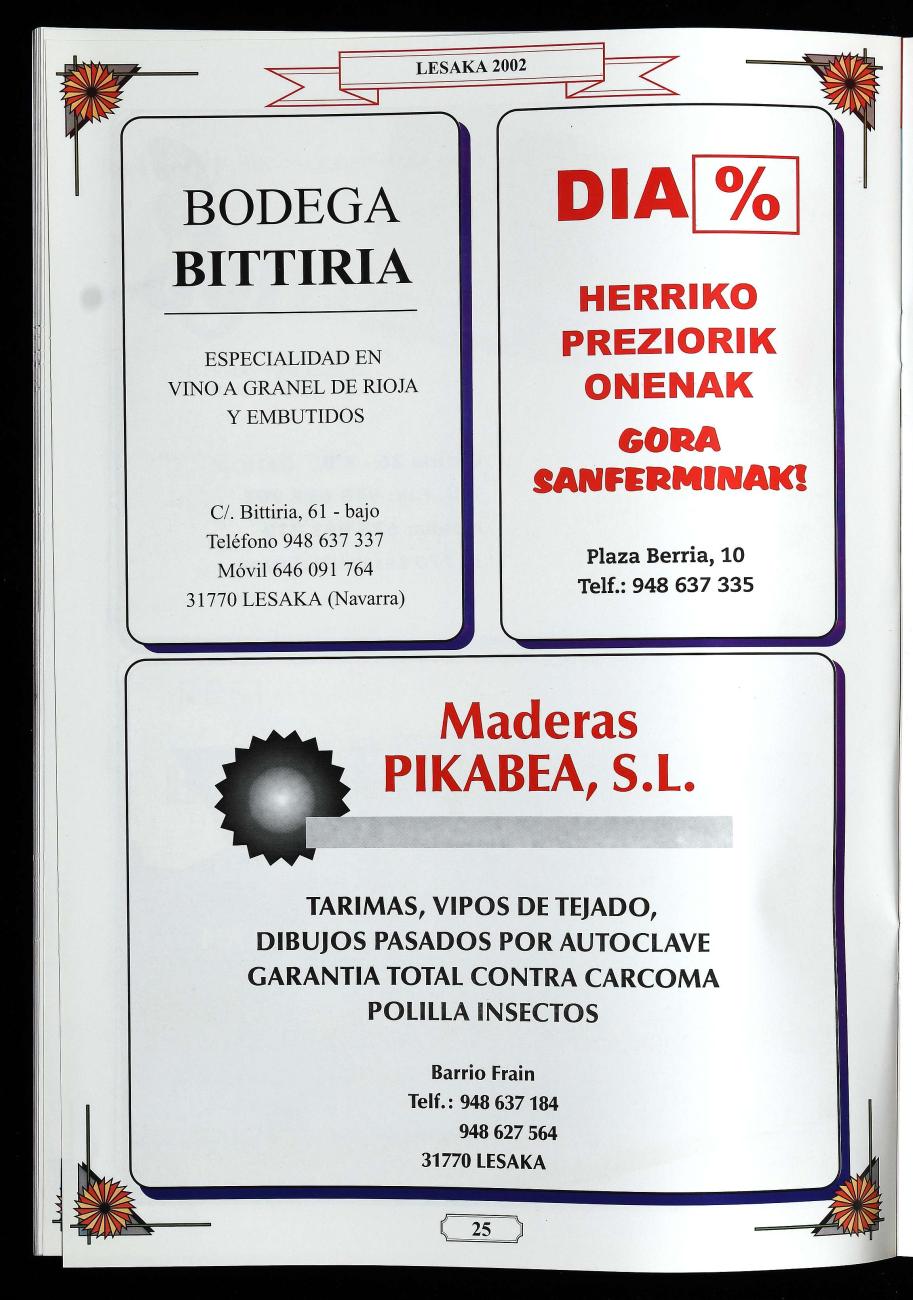 LESAKA 2002
BODEGA
BITTIRIA
ESPECIALIDAD EN
VINO A GRANEL DE RIOJA
Y EMBUTIDOS
C/. Bittiria, 61 - bajo
Teléfono 948 637 337
Móvil 646 091 764
31770 LESAKA (Navarra)
DIA %
HERRIKO
PREZIORIK
ONENAK
GORA
SANFERMINAK!
Plaza Berria, 10
Telf.: 948 637 335
Maderas
PIKABEA, S.L.
TARIMAS, VIPOS DE TEJADO,
DIBUJOS PASADOS POR AUTOCLAVE
GARANTIA TOTAL CONTRA CARCOMA
POLILLA INSECTOS
Barrio Frain
Telf.: 948 637 184
948 627 564
31770 LESAKA
25